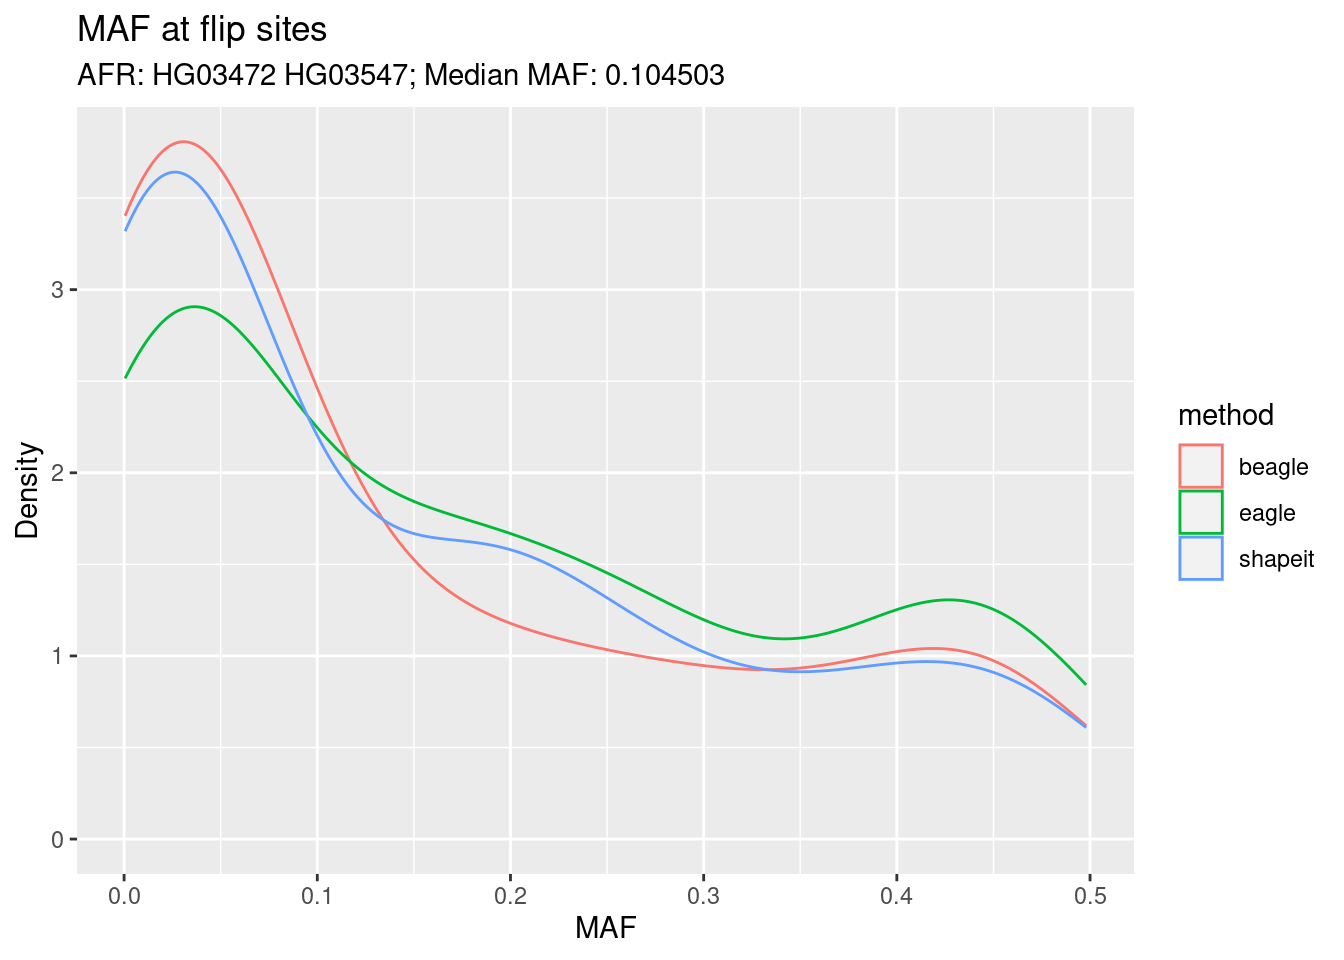 MAF at flip sites
AFR: HG03472 HG03547; Median MAF: 0.104503
Density
3
2
1
0
0.0 0.1 0.2 0.3 0.4 0.5
MAF
method
beagle
eagle
shapeit